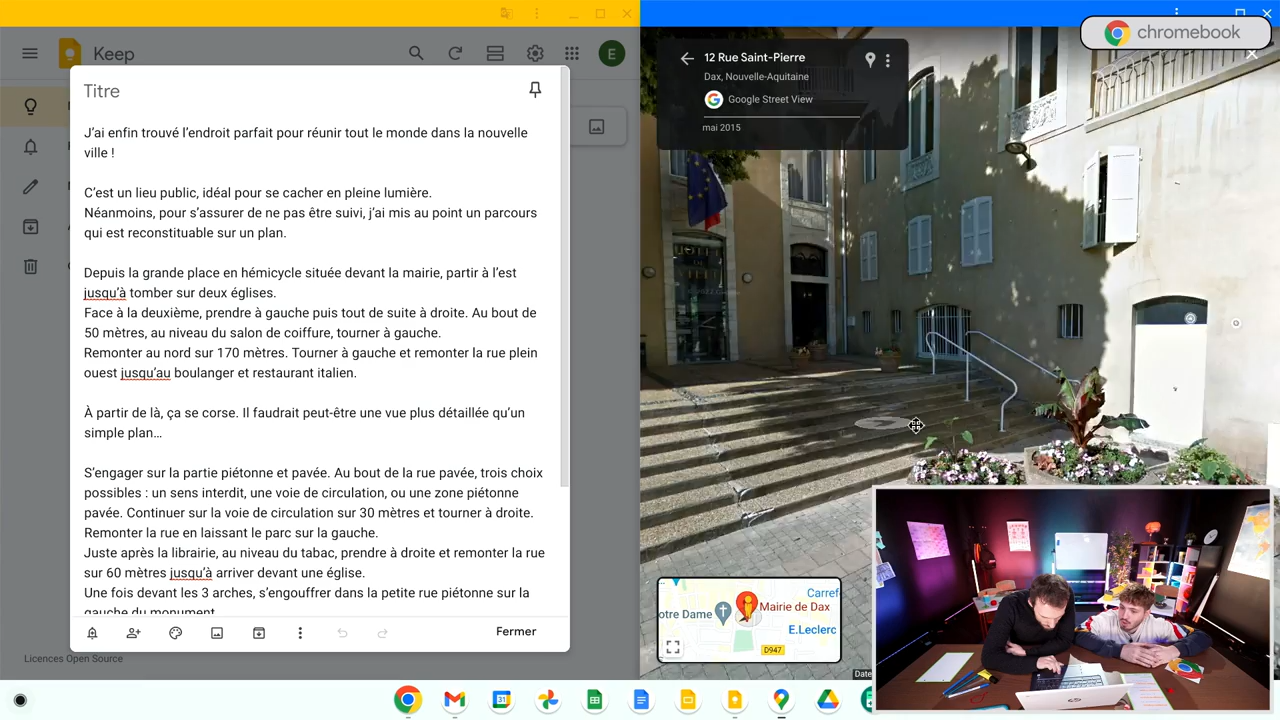 chromebook
Keep
E
Titre
J'ai enfin trouvé l'endroit parfait pour réunir tout le monde dans la nouvelle
ville !
C'est un lieu public, idéal pour se cacher en pleine lumière.
Néanmoins, pour s'assurer de ne pas être suivi, j'ai mis au point un parcours
qui est reconstituable sur un plan.
Depuis la grande place en hémicycle située devant la mairie, partir à l'est
jusqu'à tomber sur deux églises.
Face à la deuxième, prendre à gauche puis tout de suite à droite. Au bout de
50 mètres, au niveau du salon de coiffure, tourner à gauche.
Remonter au nord sur 170 mètres. Tourner à gauche et remonter la rue plein
ouest jusqu'au boulanger et restaurant italien.
À partir de là, ça se corse. Il faudrait peut-être une vue plus détaillée qu'un
simple plan…
S'engager sur la partie piétonne et pavée. Au bout de la rue pavée, trois choix
possibles : un sens interdit, une voie de circulation, ou une zone piétonne
pavée. Continuer sur la voie de circulation sur 30 mètres et tourner à droite.
Remonter la rue en laissant le parc sur la gauche.
Juste après la librairie, au niveau du tabac, prendre à droite et remonter la rue
sur 60 mètres jusqu'à arriver devant une église.
Une fois devant les 3 arches, s'engouffrer dans la petite rue piétonne sur la
gauche du monument
Fermer
Licences Open Source
12 Rue Saint-Pierre
Dax, Nouvelle-Aquitaine
Google Street View
mai 2015
Carref
otre Dame
Mairie de Dax
E.Leclerc
D947
Date
31